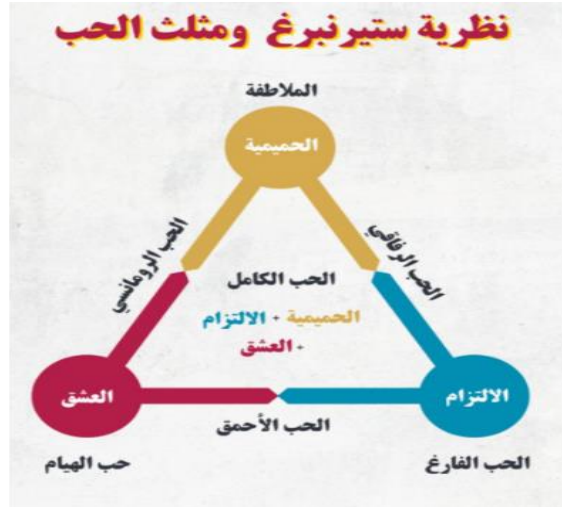 نظرية ستيرنبرغ ومثلث الحب
الملاطفة
الحميمية
الحب الرفاقي
الحب الرومانسي
الحب الكامل
الحميمية + الالتزام
+ العشق
الالتزام
العشق
الحب الأحمق
الحب الفارغ
حب الهيام